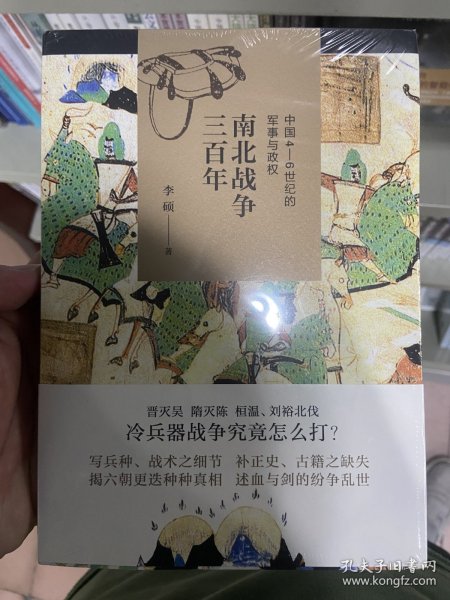 中国4—6世纪的
军事与政权
南北战争
三百年
李硕——著
晋灭吴 隋灭陈 桓温、刘裕北伐
冷兵器战争究竟怎么打?
写兵种、战术之细节 补正史、古籍之缺失
揭六朝更迭种种真相 述血与剑的纷争乱世
孔夫子旧书网
www.kongfz.com